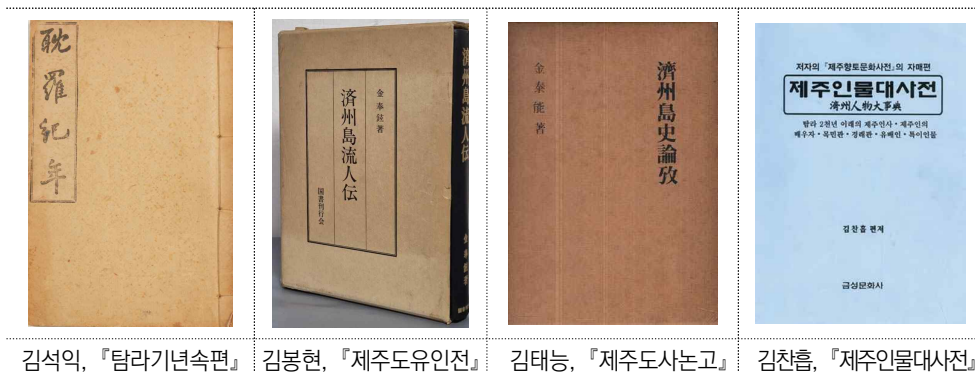 耽羅紀年
済州島流人伝
金奉鉉著
済州島流人伝
国書刊行会
濟州島史論攷
金泰能 著
저자의 『제주향토문화사전』의 자매편
제주인물대사전
濟州人物大事典
탐라 2천년 이래의 제주인사・제주인의
배우자・목민관・경래관・유배인・특이인물
김찬흡 편저
금성문화사
김석익, 『탐라기년속편』
김봉현, 『제주도유인전』
김태능, 『제주도사논고』
김찬흡, 『제주인물대사전』